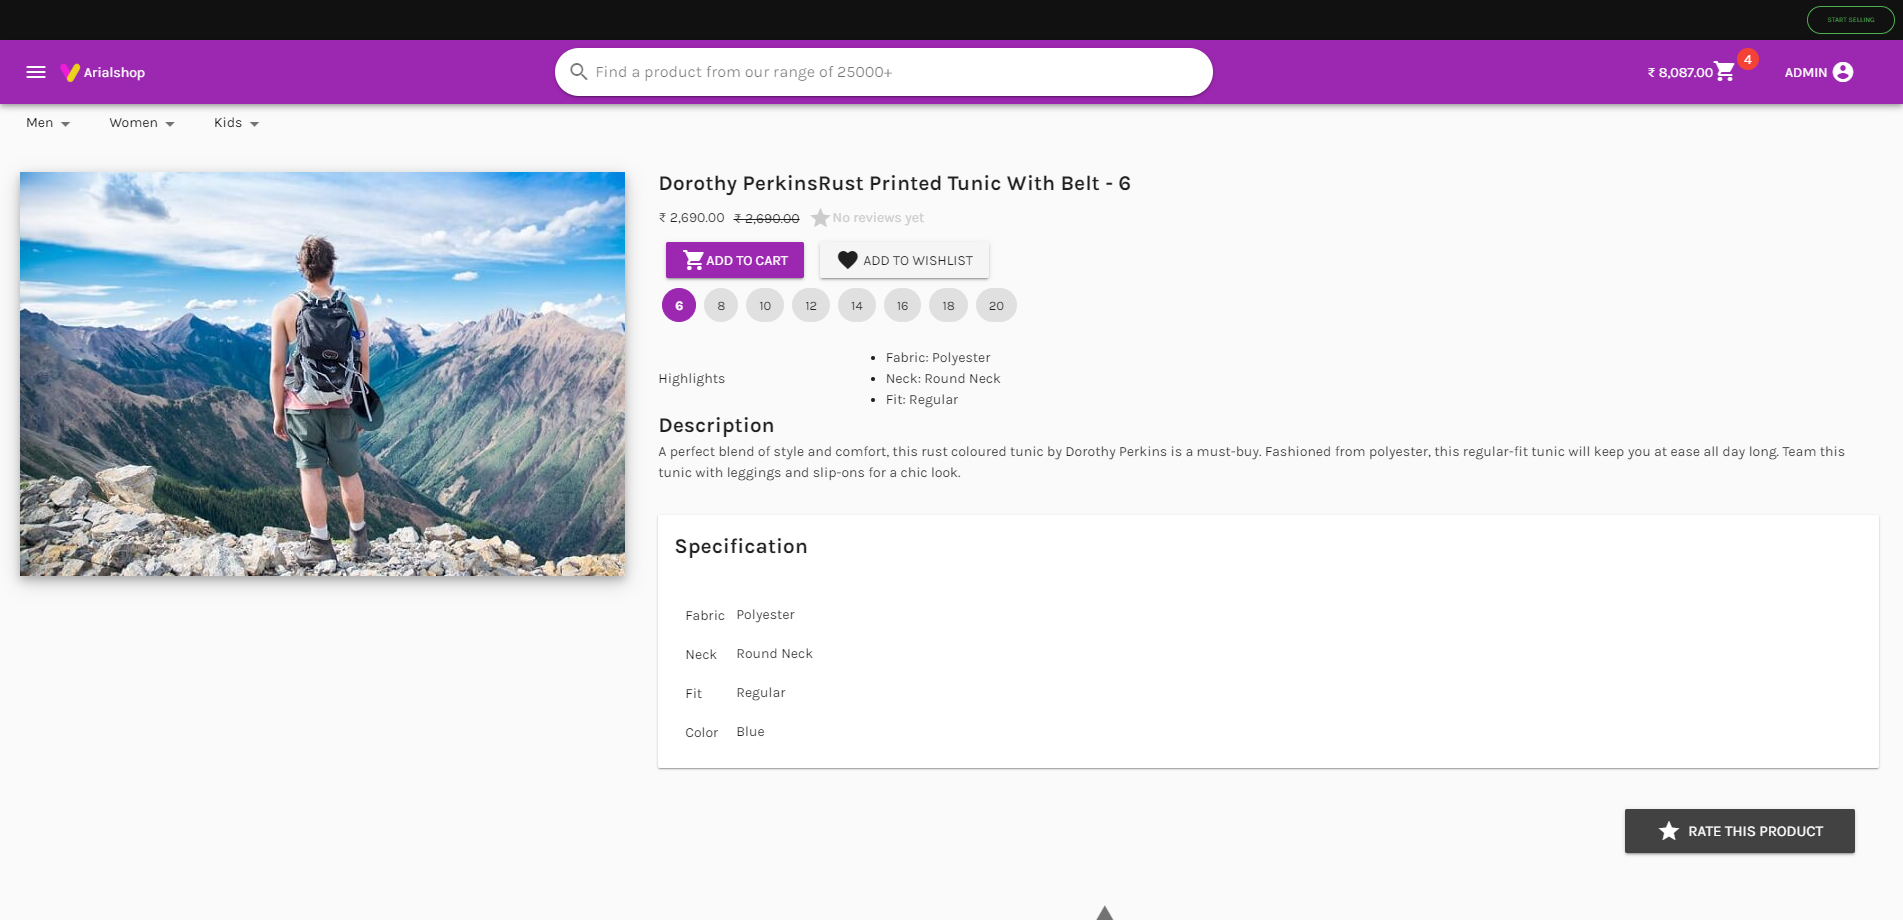 START SELLING
Arialshop
Find a product from our range of 25000+
₹ 8,087.00
4
ADMIN
Men
Women
Kids
Dorothy PerkinsRust Printed Tunic With Belt - 6
₹ 2,690.00 ₹ 2,690.00 No reviews yet
ADD TO CART
ADD TO WISHLIST
6 8 10 12 14 16 18 20
Highlights
• Fabric: Polyester
• Neck: Round Neck
• Fit: Regular
Description
A perfect blend of style and comfort, this rust coloured tunic by Dorothy Perkins is a must-buy. Fashioned from polyester, this regular-fit tunic will keep you at ease all day long. Team this
tunic with leggings and slip-ons for a chic look.
Specification
Fabric Polyester
Neck Round Neck
Fit Regular
Color Blue
RATE THIS PRODUCT